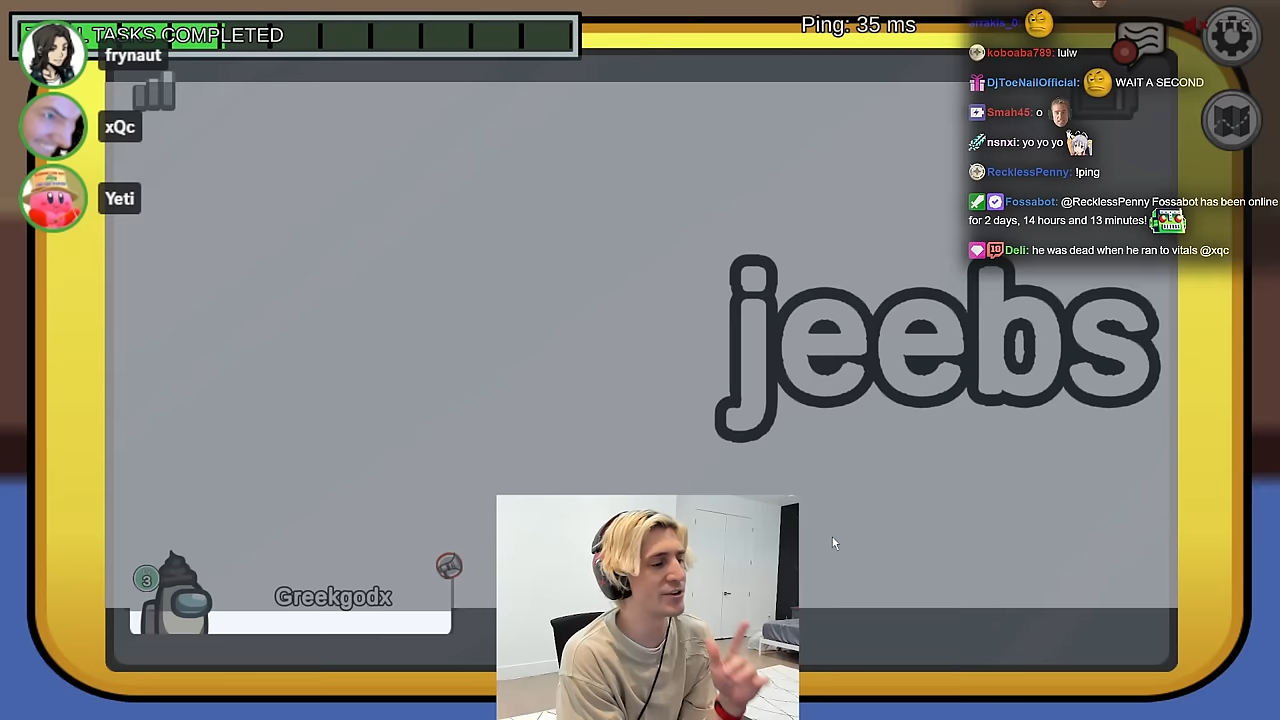 TASKS COMPLETED
Ping: 35 ms
frynaut
xQc
Yeti
TTS
koboaba789: lulw
DjToeNailOfficial: WAIT A SECOND
Smah45: o
nsnxi: yo yo yo
RecklessPenny: !ping
Fossabot: @RecklessPenny Fossabot has been online
for 2 days, 14 hours and 13 minutes!
10
Deli: he was dead when he ran to vitals @xqc
jeebs
3
Greekgodx